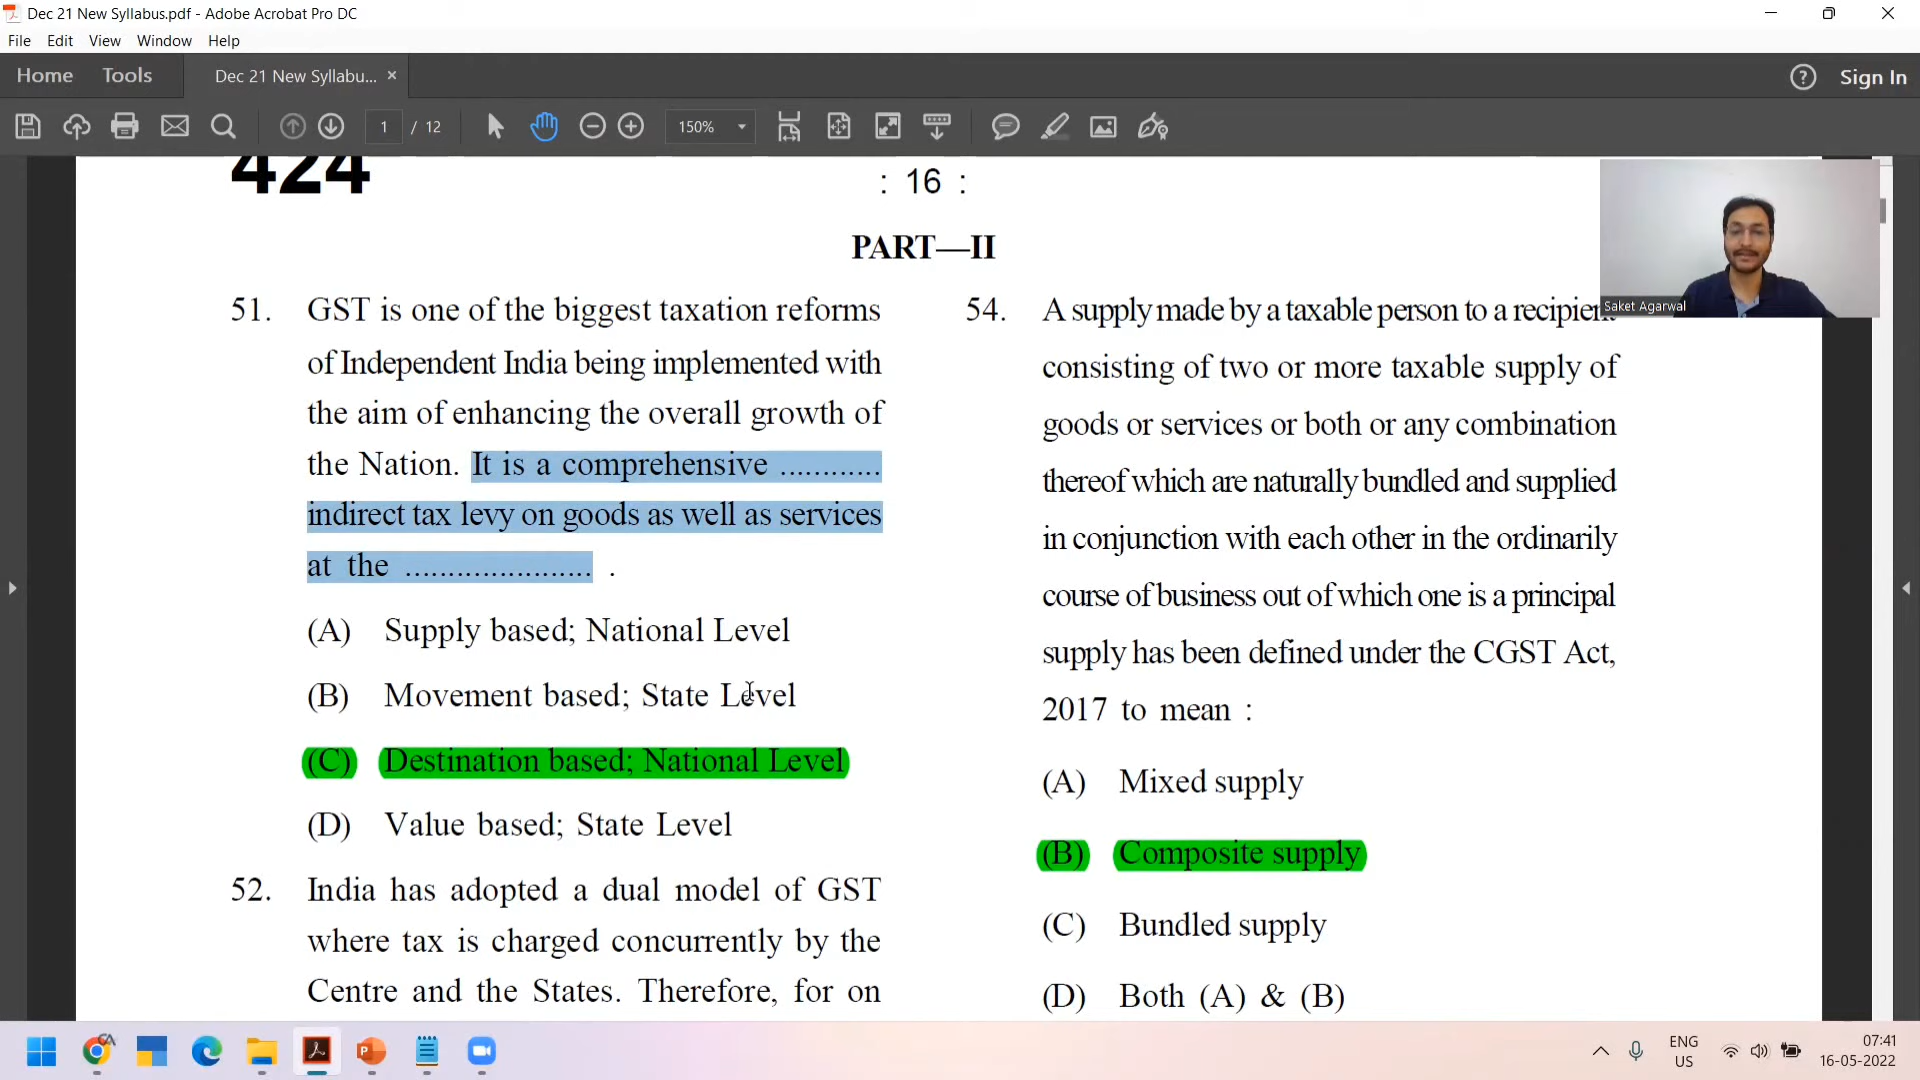 Dec 21 New Syllabus.pdf - Adobe Acrobat Pro DC
File Edit View Window Help
Home Tools Dec 21 New Syllabu... × Sign In
1 / 12 150%
424 : 16 :
PART—II
51. GST is one of the biggest taxation reforms
of Independent India being implemented with
the aim of enhancing the overall growth of
the Nation. It is a comprehensive ............
indirect tax levy on goods as well as services
at the ...................... .
(A) Supply based; National Level
(B) Movement based; State Level
(C) Destination based; National Level
(D) Value based; State Level
52. India has adopted a dual model of GST
where tax is charged concurrently by the
Centre and the States. Therefore, for on
54. A supply made by a taxable person to a recipient
consisting of two or more taxable supply of
goods or services or both or any combination
thereof which are naturally bundled and supplied
in conjunction with each other in the ordinarily
course of business out of which one is a principal
supply has been defined under the CGST Act,
2017 to mean :
(A) Mixed supply
(B) Composite supply
(C) Bundled supply
(D) Both (A) & (B)
Saket Agarwal
ENG
US
07:41
16-05-2022